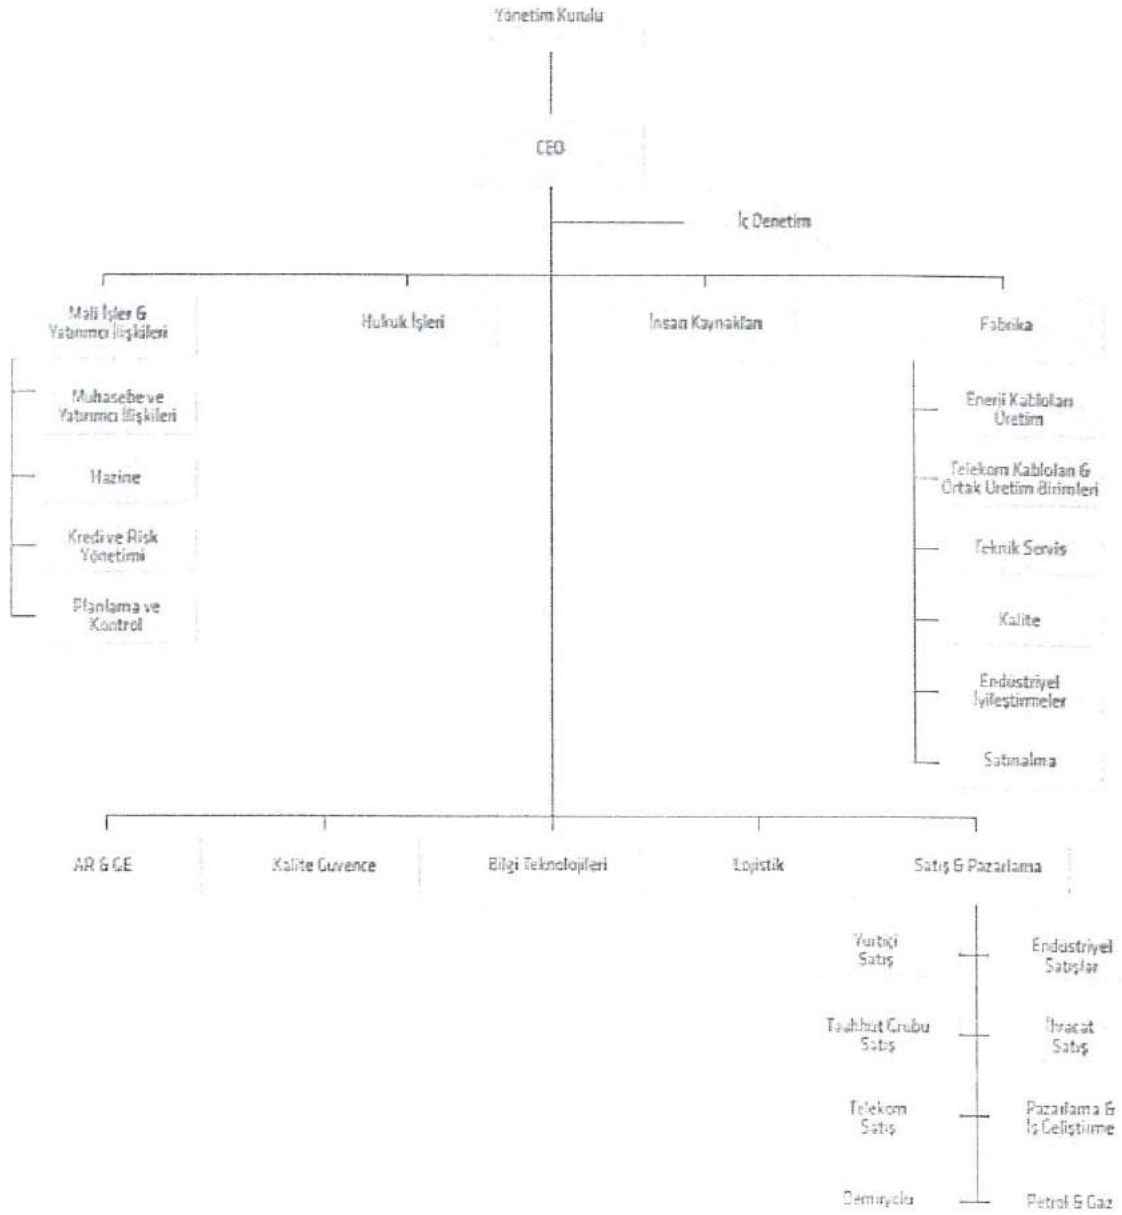 Yönetim Kurulu
CEO
İç Denetim
Mali İşler &
Yatırımcı İlişkileri
Hukuk İşleri
İnsan Kaynakları
Fabrika
Muhasebe ve
Yatırımcı İlişkileri
Hazine
Kredi ve Risk
Yönetimi
Planlama ve
Kontrol
Enerji Kabloları
Üretim
Telekom Kabloları &
Ortak Üretim Birimleri
Teknik Servis
Kalite
Endüstriyel
İyileştirmeler
Satınalma
AR & GE
Kalite Güvence
Bilgi Teknolojileri
Lojistik
Satış & Pazarlama
Yurtiçi
Satış
Endüstriyel
Satışlar
Taahhüt Grubu
Satış
İhracat
Satış
Telekom
Satış
Pazarlama &
İş Geliştirme
Demiryolu
Petrol & Gaz